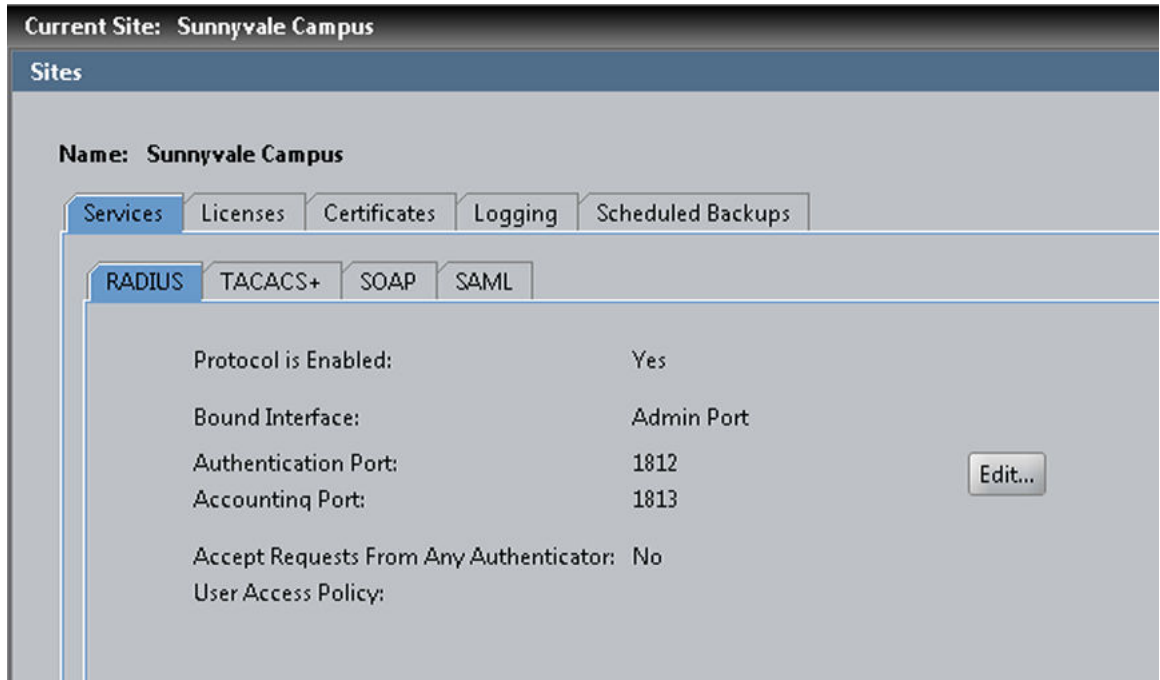 Current Site: Sunnyvale Campus
Sites
Name: Sunnyvale Campus
Services Licenses Certificates Logging Scheduled Backups
RADIUS TACACS+ SOAP SAML
Protocol is Enabled: Yes
Bound Interface: Admin Port
Authentication Port: 1812
Edit...
Accounting Port: 1813
Accept Requests From Any Authenticator: No
User Access Policy: